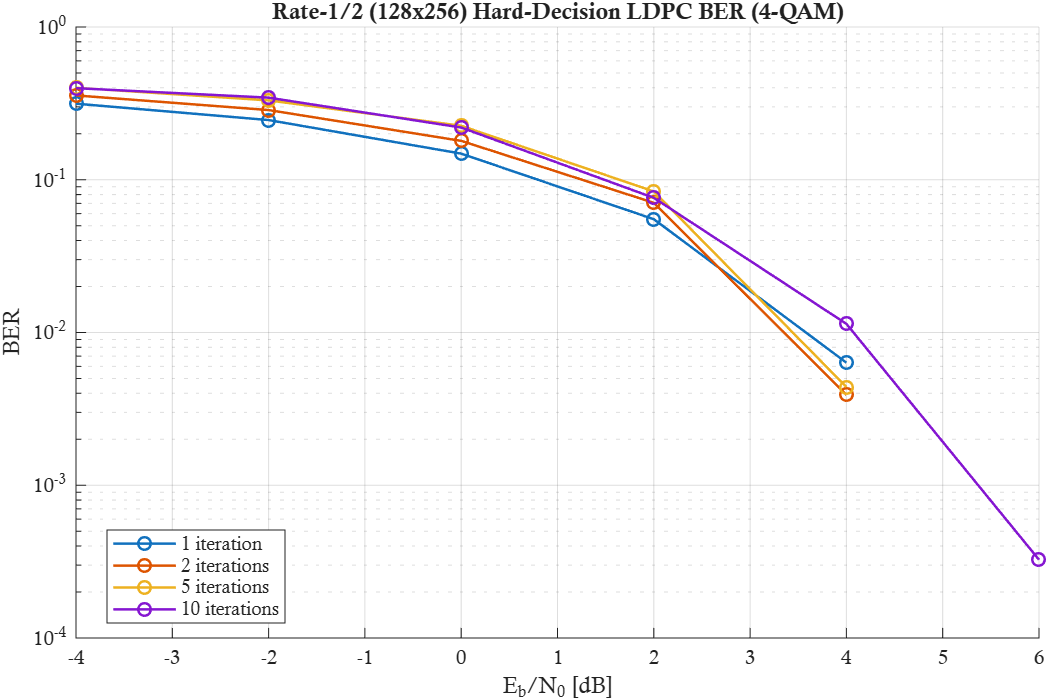 Rate-1/2 (128x256) Hard-Decision LDPC BER (4-QAM)
10^0
10^-1
10^-2
10^-3
10^-4
BER
-4 -3 -2 -1 0 1 2 3 4 5 6
E_b/N_0 [dB]
1 iteration
2 iterations
5 iterations
10 iterations